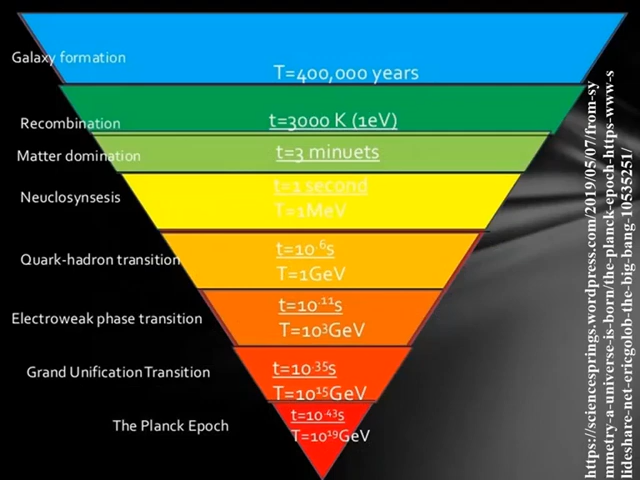 Galaxy formation
T=400,000 years
Recombination
t=3000 K (1eV)
Matter domination
t=3 minuets
Neuclosynsesis
t=1 second
T=1MeV
Quark-hadron transition
t=10-6s
T=1GeV
Electroweak phase transition
t=10-11s
T=103GeV
Grand Unification Transition
t=10-35s
T=1015GeV
The Planck Epoch
t=10-43s
T=1019GeV
https://sciencesprings.wordpress.com/2019/05/07/from-sy
mmetry-a-universe-is-born/the-planck-epoch-https-www-s
lideshare-net-ericgolob-the-big-bang-10535251/